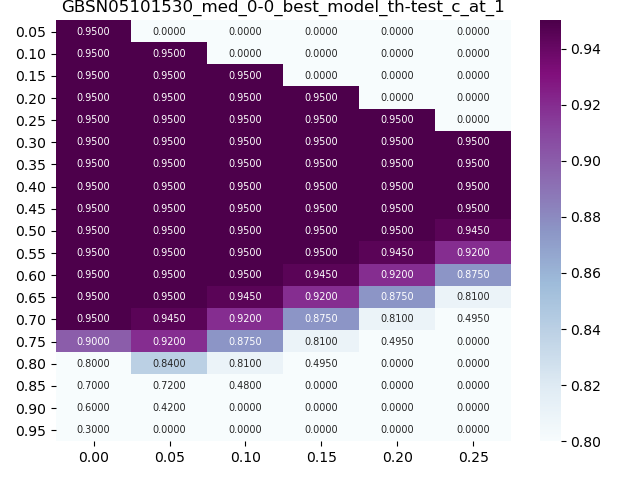 GBSN05101530_med_0-0_best_model_th-test_c_at_1
0.05 0.9500 0.0000 0.0000 0.0000 0.0000 0.0000
0.10 0.9500 0.9500 0.0000 0.0000 0.0000 0.0000
0.15 0.9500 0.9500 0.9500 0.0000 0.0000 0.0000
0.20 0.9500 0.9500 0.9500 0.9500 0.0000 0.0000
0.25 0.9500 0.9500 0.9500 0.9500 0.9500 0.0000
0.30 0.9500 0.9500 0.9500 0.9500 0.9500 0.9500
0.35 0.9500 0.9500 0.9500 0.9500 0.9500 0.9500
0.40 0.9500 0.9500 0.9500 0.9500 0.9500 0.9500
0.45 0.9500 0.9500 0.9500 0.9500 0.9500 0.9500
0.50 0.9500 0.9500 0.9500 0.9500 0.9500 0.9450
0.55 0.9500 0.9500 0.9500 0.9500 0.9450 0.9200
0.60 0.9500 0.9500 0.9500 0.9450 0.9200 0.8750
0.65 0.9500 0.9500 0.9450 0.9200 0.8750 0.8100
0.70 0.9500 0.9450 0.9200 0.8750 0.8100 0.4950
0.75 0.9000 0.9200 0.8750 0.8100 0.4950 0.0000
0.80 0.8000 0.8400 0.8100 0.4950 0.0000 0.0000
0.85 0.7000 0.7200 0.4800 0.0000 0.0000 0.0000
0.90 0.6000 0.4200 0.0000 0.0000 0.0000 0.0000
0.95 0.3000 0.0000 0.0000 0.0000 0.0000 0.0000
0.00 0.05 0.10 0.15 0.20 0.25
0.94
0.92
0.90
0.88
0.86
0.84
0.82
0.80